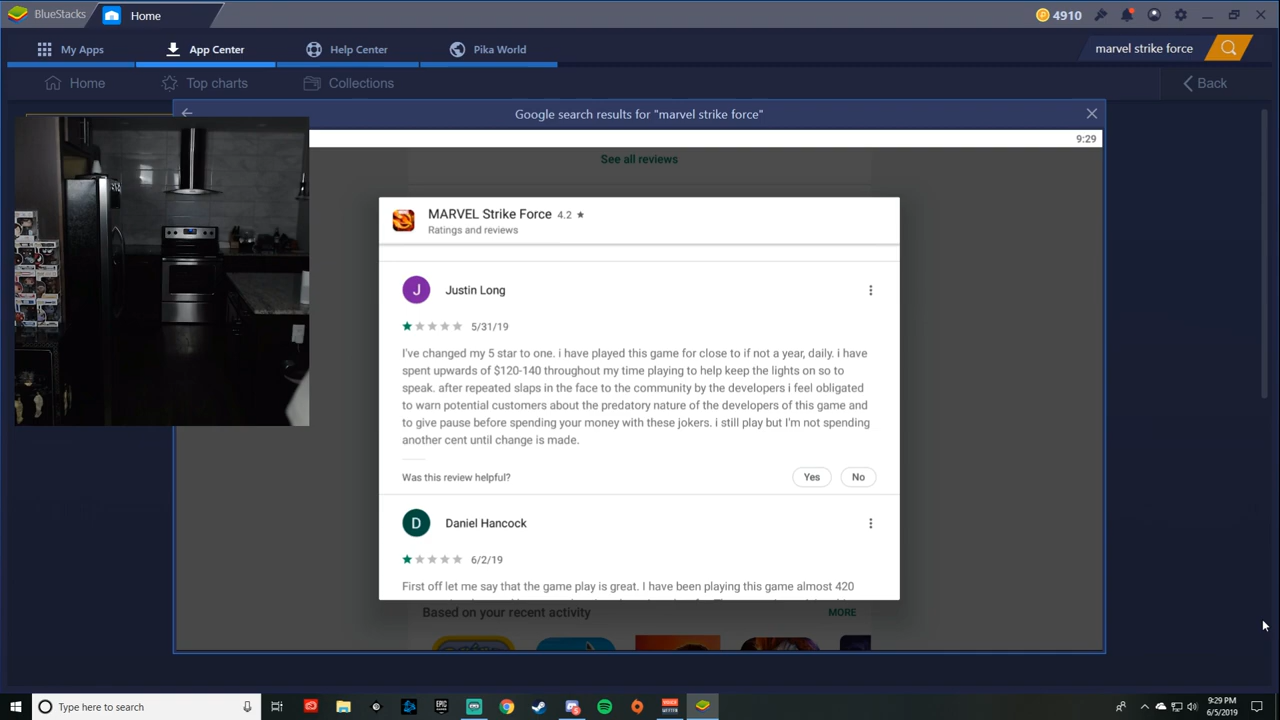 BlueStacks
Home
4910
My Apps
App Center
Help Center
Pika World
marvel strike force
Home
Top charts
Collections
Back
Google search results for "marvel strike force"
9:29
See all reviews
MARVEL Strike Force 4.2 ★
Ratings and reviews
J
Justin Long
5/31/19
I've changed my 5 star to one. i have played this game for close to if not a year, daily. i have
spent upwards of $120-140 throughout my time playing to help keep the lights on so to
speak. after repeated slaps in the face to the community by the developers i feel obligated
to warn potential customers about the predatory nature of the developers of this game and
to give pause before spending your money with these jokers. i still play but I'm not spending
another cent until change is made.
Was this review helpful?
Yes
No
D
Daniel Hancock
6/2/19
First off let me say that the game play is great. I have been playing this game almost 420
Based on your recent activity
MORE
Type here to search
EPIC
9:29 PM
6/5/2019